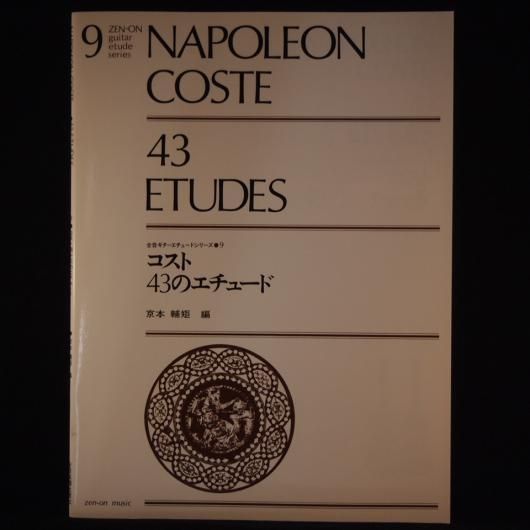 9
ZEN-ON
guitar
etude
series
NAPOLEON
COSTE
43
ETUDES
全音ギターエチュードシリーズ●9
コスト
43のエチュード
京本 輔矩 編
zen-on music